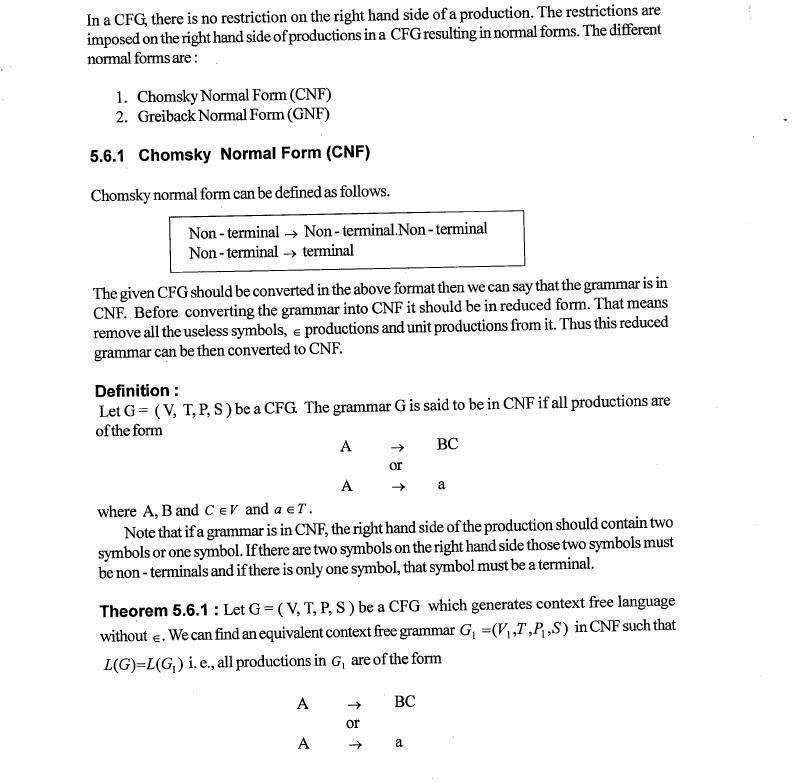 In a CFG, there is no restriction on the right hand side of a production. The restrictions are
imposed on the right hand side of productions in a CFG resulting in normal forms. The different
normal forms are :
1. Chomsky Normal Form (CNF)
2. Greiback Normal Form (GNF)
5.6.1 Chomsky Normal Form (CNF)
Chomsky normal form can be defined as follows.
Non - terminal → Non - terminal.Non - terminal
Non - terminal → terminal
The given CFG should be converted in the above format then we can say that the grammar is in
CNF. Before converting the grammar into CNF it should be in reduced form. That means
remove all the useless symbols, ∈ productions and unit productions from it. Thus this reduced
grammar can be then converted to CNF.
Definition :
Let G = ( V, T, P, S ) be a CFG. The grammar G is said to be in CNF if all productions are
of the form
A → BC
or
A → a
where A, B and C ∈ V and a ∈ T.
Note that if a grammar is in CNF, the right hand side of the production should contain two
symbols or one symbol. If there are two symbols on the right hand side those two symbols must
be non - terminals and if there is only one symbol, that symbol must be a terminal.
Theorem 5.6.1 : Let G = ( V, T, P, S ) be a CFG which generates context free language
without ∈. We can find an equivalent context free grammar G₁ =(V₁ ,T ,P₁ ,S) in CNF such that
L(G)=L(G₁) i. e., all productions in G₁ are of the form
A → BC
or
A → a